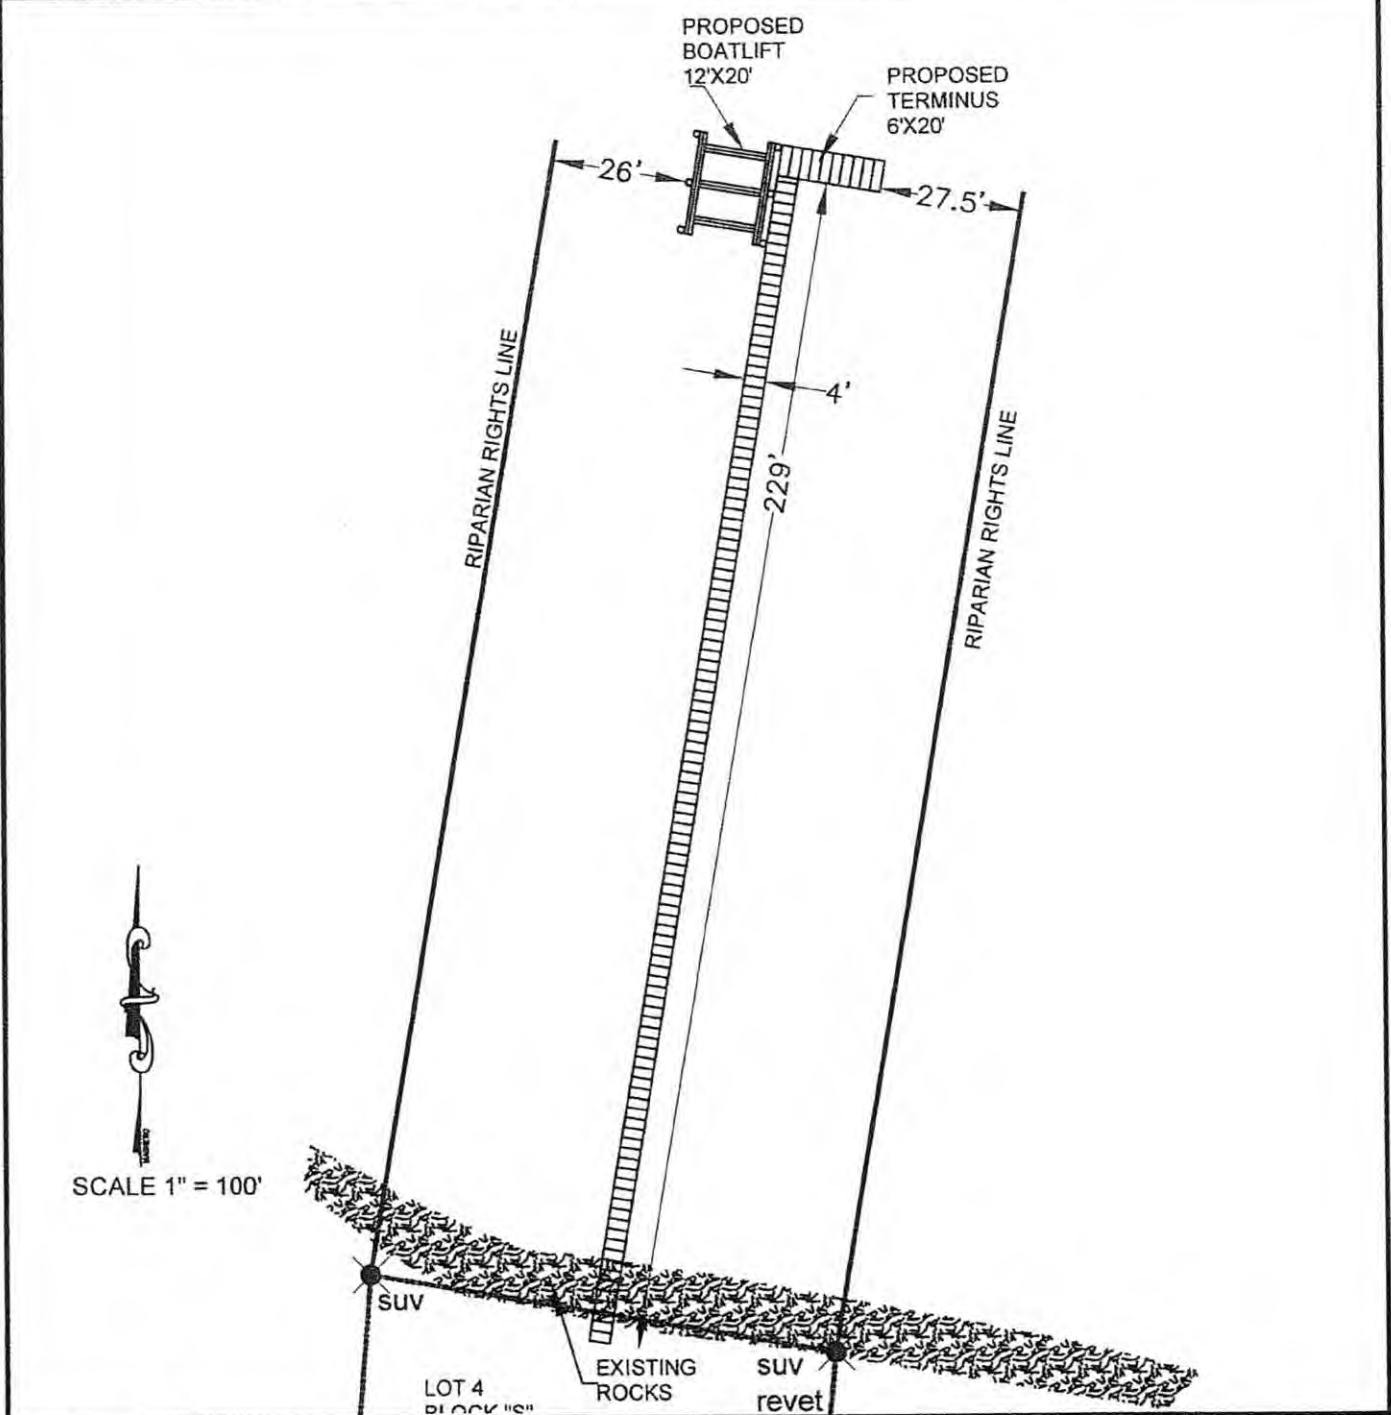 PROPOSED
BOATLIFT
12'X20'
PROPOSED
TERMINUS
6'X20'
26'
27.5'
4'
229'
RIPARIAN RIGHTS LINE
RIPARIAN RIGHTS LINE
SCALE 1" = 100'
suv
EXISTING
ROCKS
suv
revet
LOT 4
BLOCK "S"